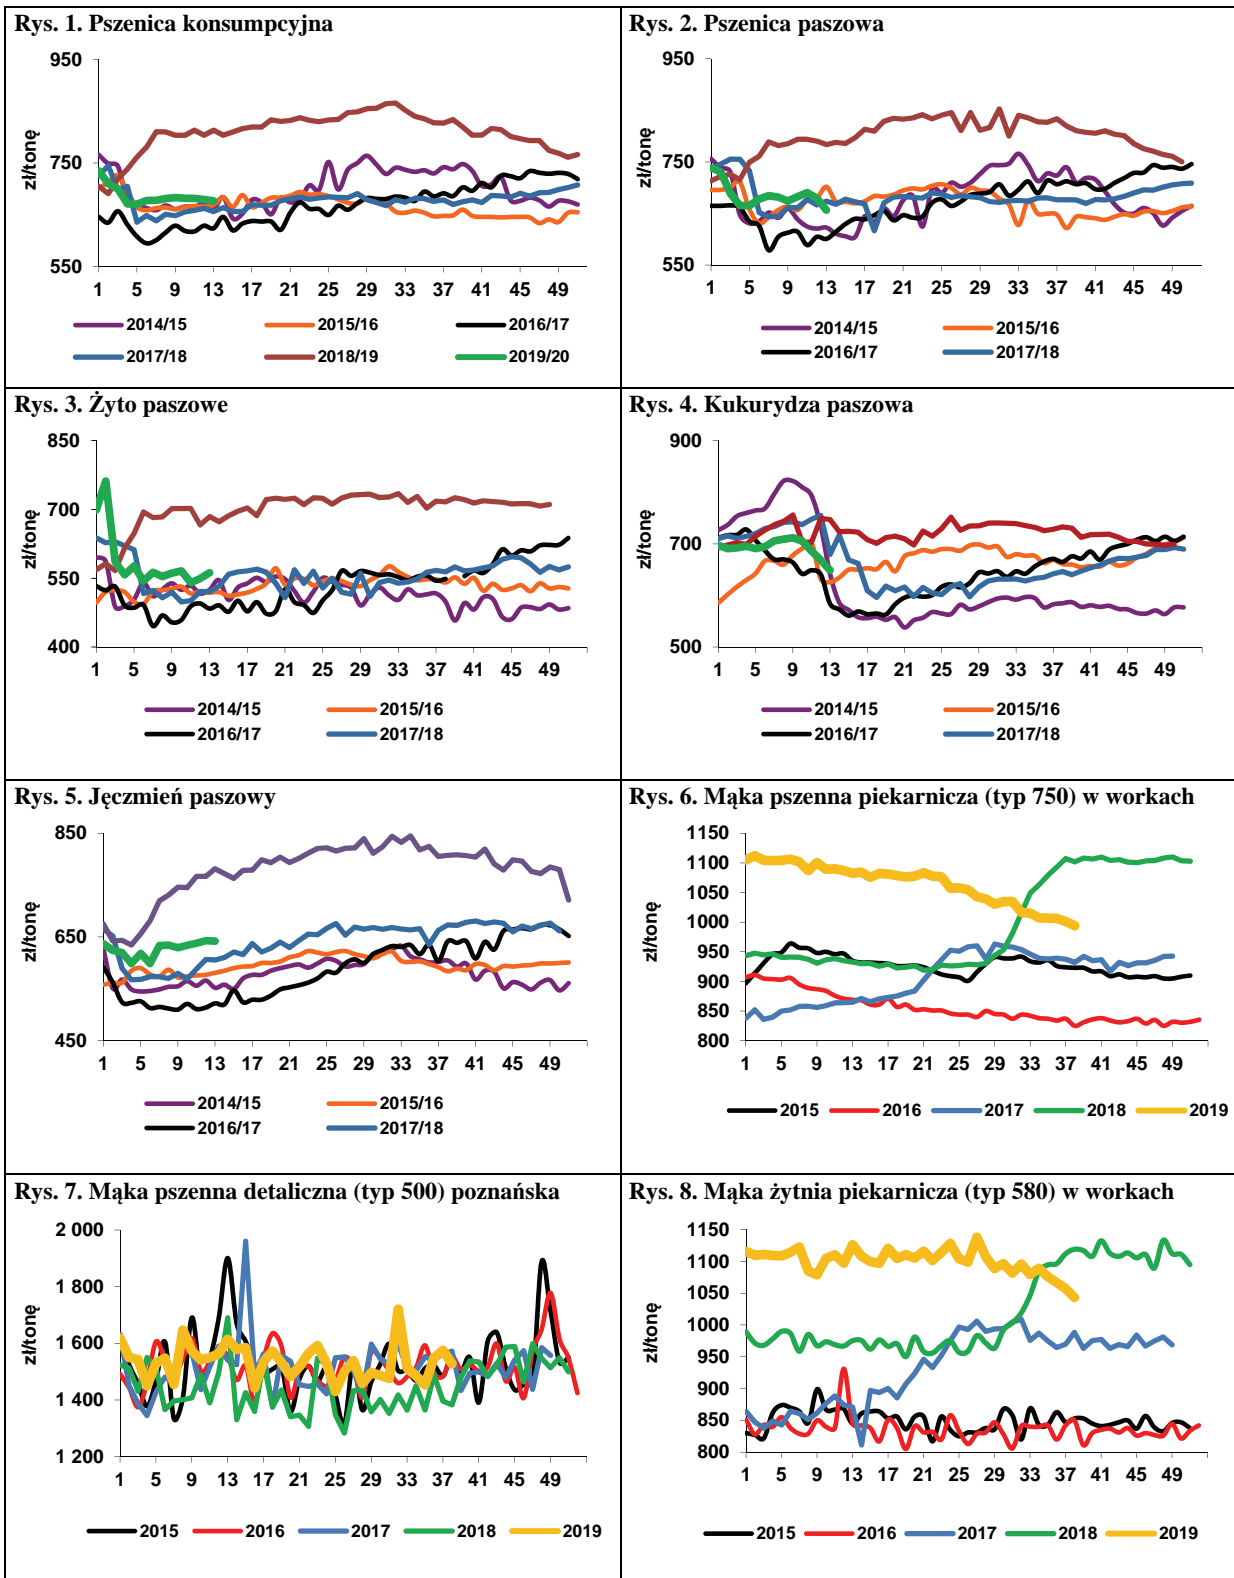 Rys. 1. Pszenica konsumpcyjna
950
750
550
zł/tonę
1 5 9 13 17 21 25 29 33 37 41 45 49
2014/15 2015/16 2016/17
2017/18 2018/19 2019/20
Rys. 2. Pszenica paszowa
950
750
550
zł/tonę
1 5 9 13 17 21 25 29 33 37 41 45 49
2014/15 2015/16
2016/17 2017/18
Rys. 3. Żyto paszowe
850
700
550
400
zł/tonę
1 5 9 13 17 21 25 29 33 37 41 45 49
2014/15 2015/16
2016/17 2017/18
Rys. 4. Kukurydza paszowa
900
700
500
zł/tonę
1 5 9 13 17 21 25 29 33 37 41 45 49
2014/15 2015/16
2016/17 2017/18
Rys. 5. Jęczmień paszowy
850
650
450
zł/tonę
1 5 9 13 17 21 25 29 33 37 41 45 49
2014/15 2015/16
2016/17 2017/18
Rys. 6. Mąka pszenna piekarnicza (typ 750) w workach
1150
1100
1050
1000
950
900
850
800
zł/tonę
1 5 9 13 17 21 25 29 33 37 41 45 49
2015 2016 2017 2018 2019
Rys. 7. Mąka pszenna detaliczna (typ 500) poznańska
2 000
1 800
1 600
1 400
1 200
zł/tonę
1 5 9 13 17 21 25 29 33 37 41 45 49
2015 2016 2017 2018 2019
Rys. 8. Mąka żytnia piekarnicza (typ 580) w workach
1150
1100
1050
1000
950
900
850
800
zł/tonę
1 5 9 13 17 21 25 29 33 37 41 45 49
2015 2016 2017 2018 2019